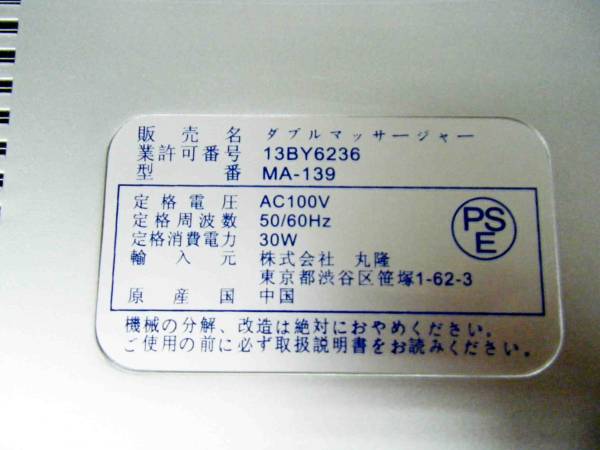 販売名 ダブルマッサージャー
業許可番号 13BY6236
型番 MA-139
定格電圧 AC100V
定格周波数 50/60Hz
定格消費電力 30W
輸入元 株式会社 丸隆
東京都渋谷区笹塚1-62-3
原産国 中国
PSE
機械の分解、改造は絶対におやめください。
ご使用の前に必ず取扱説明書をお読みください。